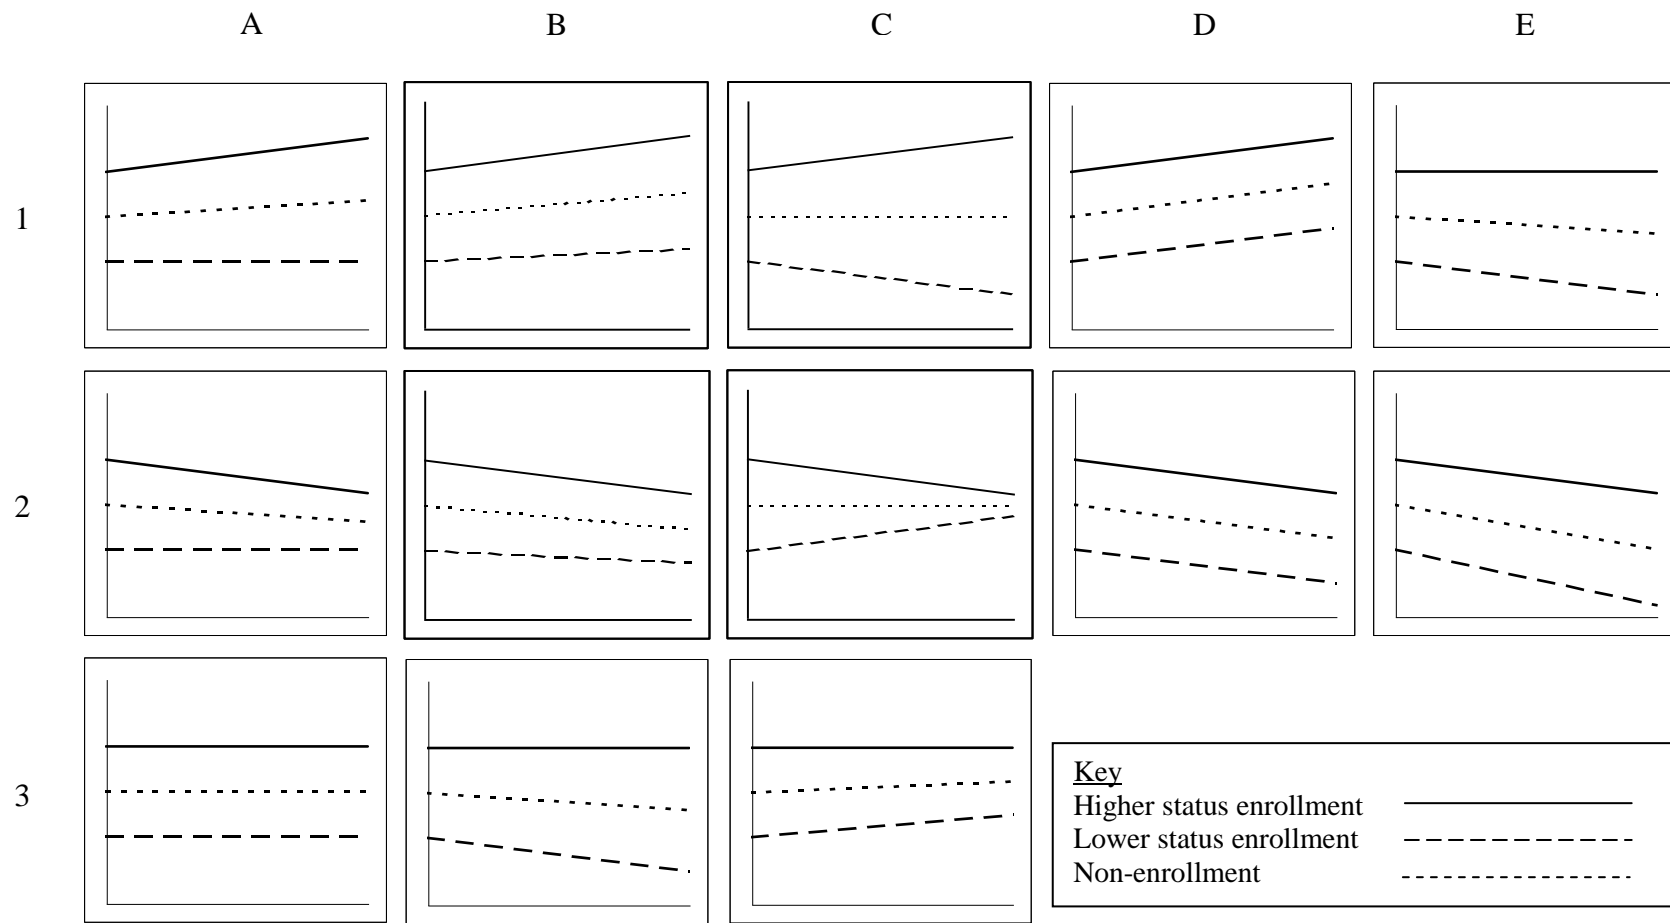 A B C D E
1
2
3
Key
Higher status enrollment
Lower status enrollment
Non-enrollment